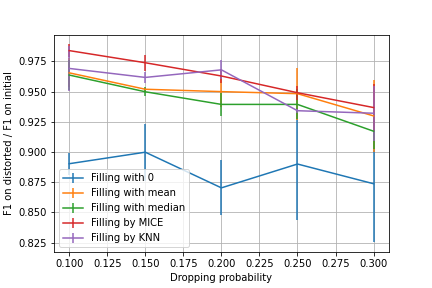 F1 on distorted / F1 on initial
0.975
0.950
0.925
0.900
0.875
0.850
0.825
Filling with 0
Filling with mean
Filling with median
Filling by MICE
Filling by KNN
0.100 0.125 0.150 0.175 0.200 0.225 0.250 0.275 0.300
Dropping probability